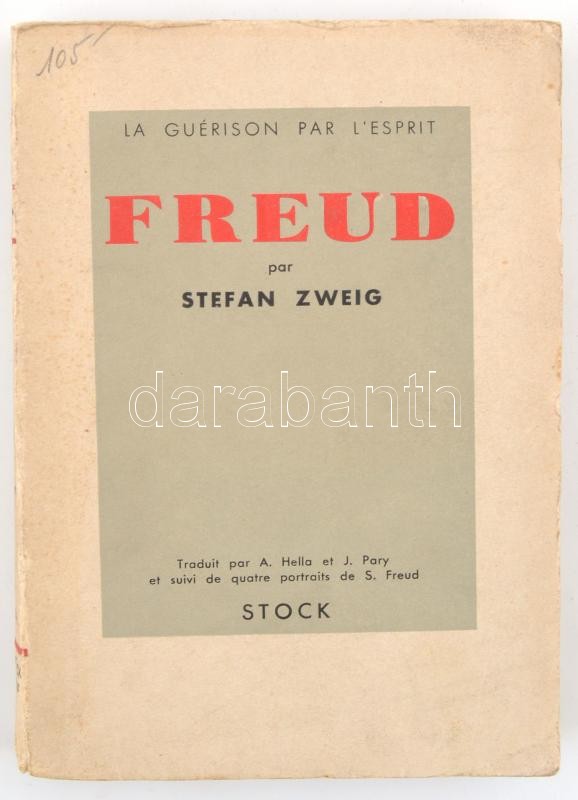 105-
LA GUÉRISON PAR L'ESPRIT
FREUD
par
STEFAN ZWEIG
darabanth
Traduit par A. Hella et J. Pary
et suivi de quatre portraits de S. Freud
STOCK